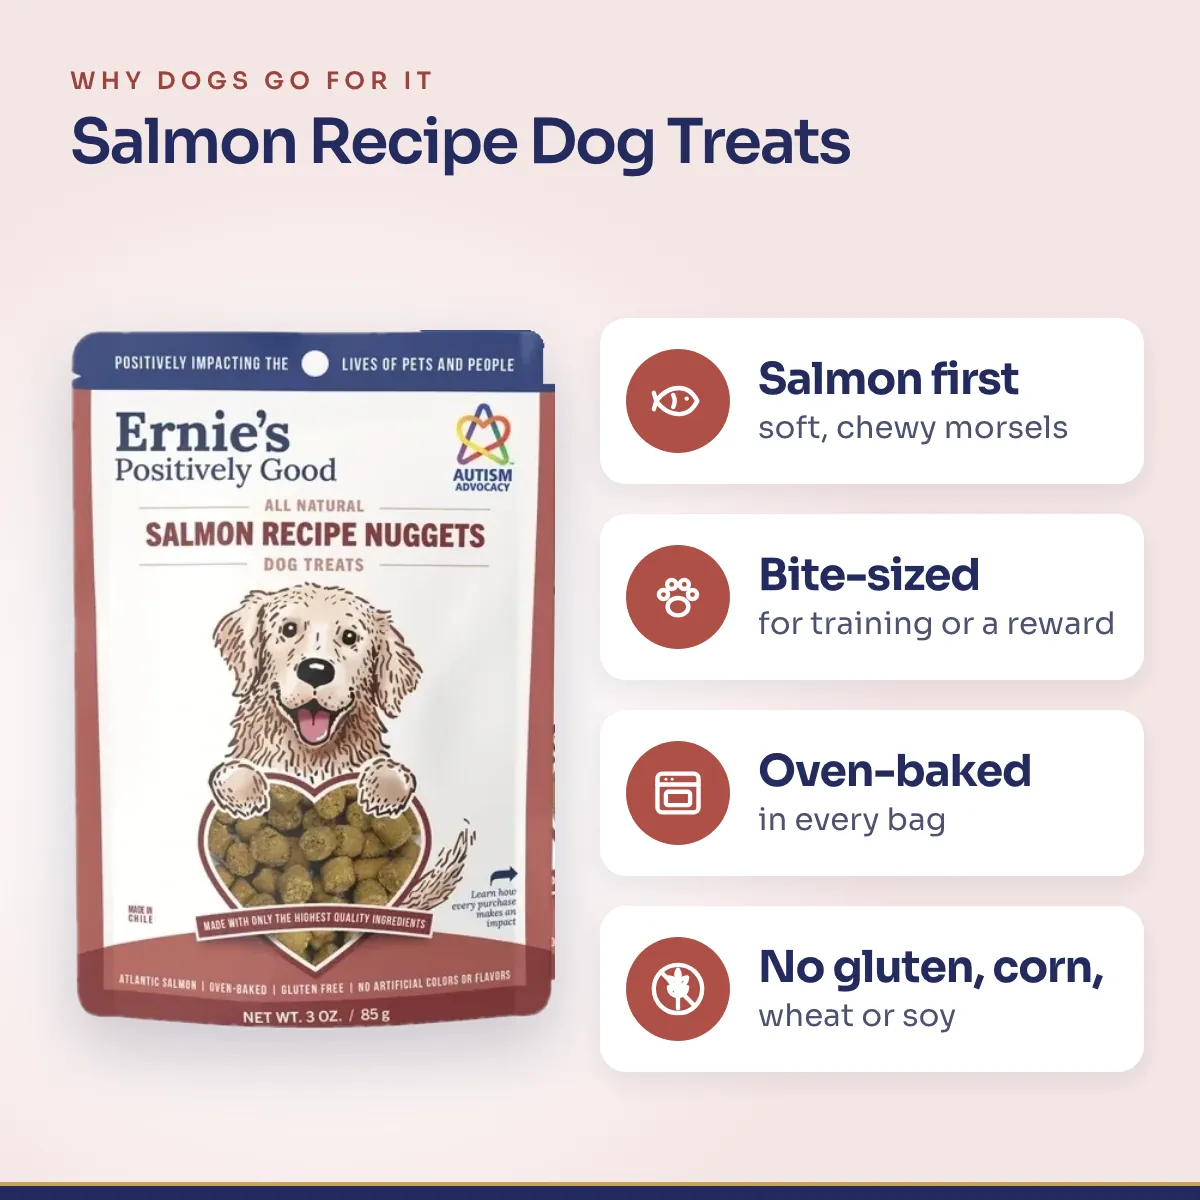 WHY DOGS GO FOR IT
Salmon Recipe Dog Treats
POSITIVELY IMPACTING THE LIVES OF PETS AND PEOPLE
Ernie's
Positively Good
AUTISM
ADVOCACY
ALL NATURAL
SALMON RECIPE NUGGETS
DOG TREATS
Learn how
every purchase
makes an
impact
MADE IN
CHILE
MADE WITH ONLY THE HIGHEST QUALITY INGREDIENTS
ATLANTIC SALMON | OVEN-BAKED | GLUTEN FREE | NO ARTIFICIAL COLORS OR FLAVORS
NET WT. 3 OZ. / 85 g
Salmon first
soft, chewy morsels
Bite-sized
for training or a reward
Oven-baked
in every bag
No gluten, corn,
wheat or soy